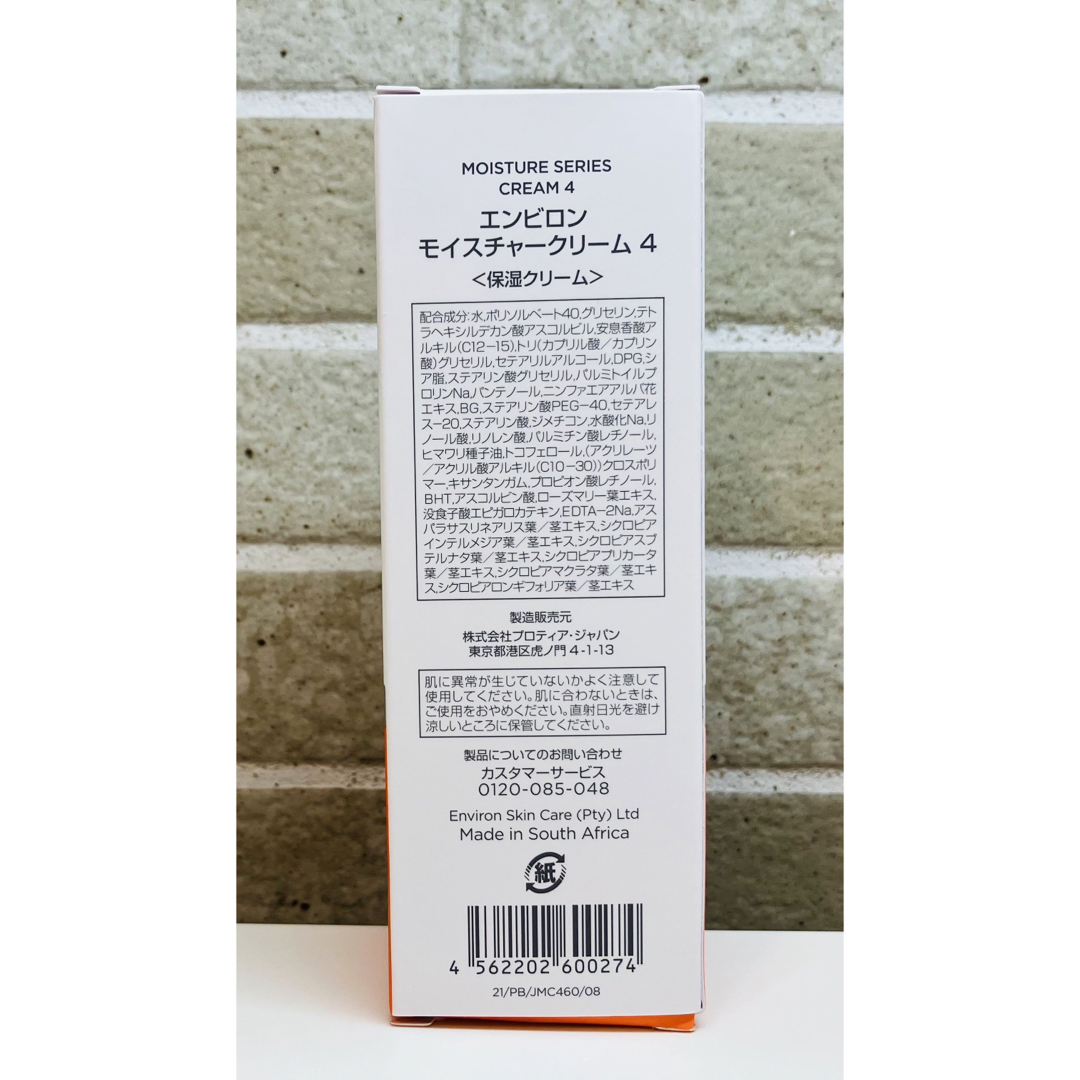 MOISTURE SERIES
CREAM 4
エンビロン
モイスチャークリーム 4
<保湿クリーム>
配合成分:水,ポリソルベート40,グリセリン,テト
ラヘキシルデカン酸アスコルビル,安息香酸ア
ルキル(C12-15),トリ(カプリル酸/カプリン
酸)グリセリル,セテアリルアルコール,DPG,シ
ア脂,ステアリン酸グリセリル,パルミトイルプ
ロリンNa,パンテノール,ニンファエアアルバ花
エキス,BG,ステアリン酸PEG-40,セテアレ
ス-20,ステアリン酸,ジメチコン,水酸化Na,リ
ノール酸,リノレン酸,パルミチン酸レチノール,
ヒマワリ種子油,トコフェロール,(アクリレーツ
/アクリル酸アルキル(C10-30))クロスポリ
マー,キサンタンガム,プロピオン酸レチノール,
BHT,アスコルビン酸,ローズマリー葉エキス,
没食子酸エピガロカテキン,EDTA-2Na,アス
パラサスリネアリス葉/茎エキス,シクロピア
インテルメジア葉/茎エキス,シクロピアスブ
テルナタ葉/茎エキス,シクロピアプリカータ
葉/茎エキス,シクロピアマクラタ葉/茎エキ
ス,シクロピアロンギフォリア葉/茎エキス
製造販売元
株式会社プロティア・ジャパン
東京都港区虎ノ門 4-1-13
肌に異常が生じていないかよく注意して
使用してください。肌に合わないときは、
ご使用をおやめください。直射日光を避け
涼しいところに保管してください。
製品についてのお問い合わせ
カスタマーサービス
0120-085-048
Environ Skin Care (Pty) Ltd
Made in South Africa
紙
4 562202 600274
21/PB/JMC460/08